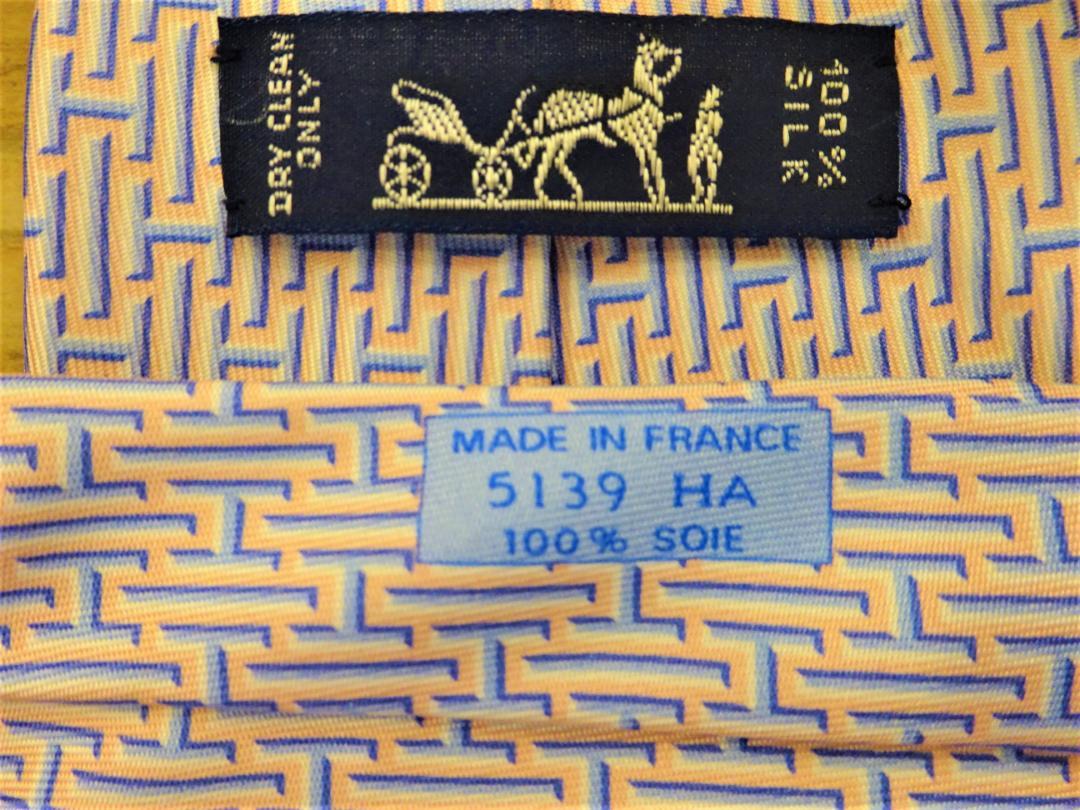 DRY CLEAN
ONLY
100%
SILK
MADE IN FRANCE
5139 HA
100% SOIE